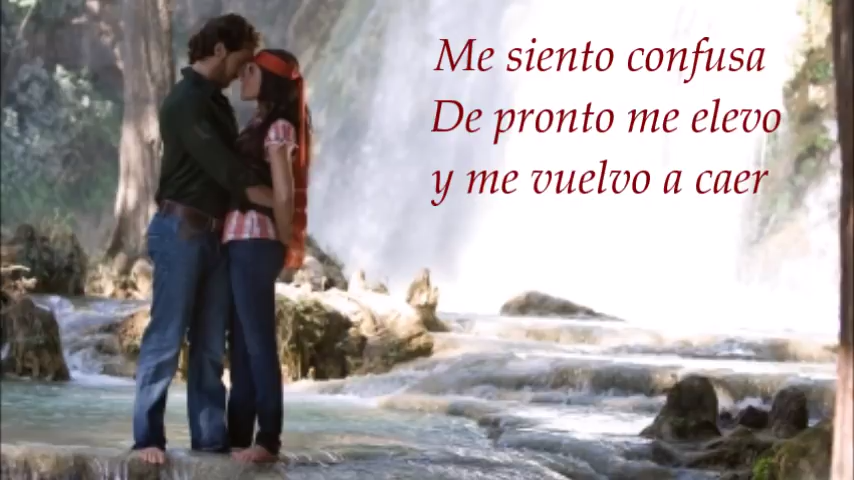 Me siento confusa
De pronto me elevo
y me vuelvo a caer